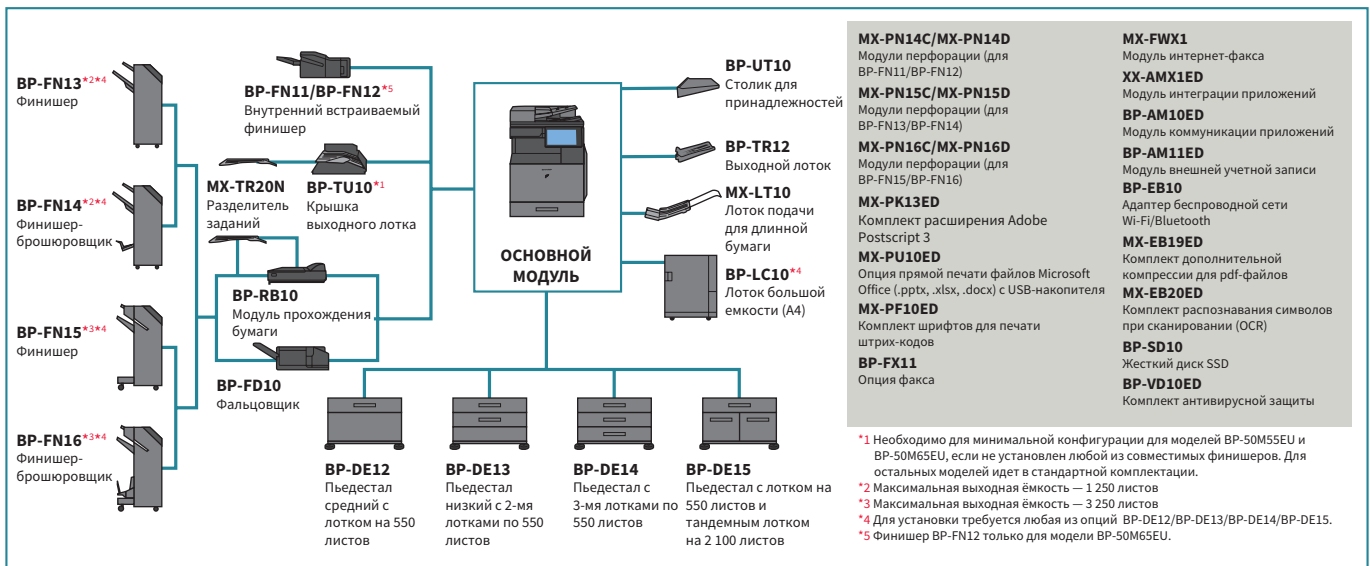 BP-FN13*2*4
Финишер
BP-FN14*2*4
Финишер-
брошюровщик
BP-FN15*3*4
Финишер
BP-FN16*3*4
Финишер-
брошюровщик
BP-FN11/BP-FN12*5
Внутренний встраиваемый
финишер
MX-TR20N
Разделитель
заданий
BP-TU10*1
Крышка
выходного лотка
BP-RB10
Модуль прохождения
бумаги
BP-FD10
Фальцовщик
ОСНОВНОЙ
МОДУЛЬ
BP-UT10
Столик для
принадлежностей
BP-TR12
Выходной лоток
MX-LT10
Лоток подачи
для длинной
бумаги
BP-LC10*4
Лоток большой
емкости (А4)
BP-DE12
Пьедестал
средний с
лотком на 550
листов
BP-DE13
Пьедестал
низкий с 2-мя
лотками по 550
листов
BP-DE14
Пьедестал с
3-мя лотками по
550 листов
BP-DE15
Пьедестал с лотком на
550 листов и
тандемным лотком
на 2 100 листов
MX-PN14C/MX-PN14D
Модули перфорации (для
BP-FN11/BP-FN12)
MX-PN15C/MX-PN15D
Модули перфорации (для
BP-FN13/BP-FN14)
MX-PN16C/MX-PN16D
Модули перфорации (для
BP-FN15/BP-FN16)
MX-PK13ED
Комплект расширения Adobe
Postscript 3
MX-PU10ED
Опция прямой печати файлов Microsoft
Office (.pptx, .xlsx, .docx) с USB-накопителя
MX-PF10ED
Комплект шрифтов для печати
штрих-кодов
BP-FX11
Опция факса
MX-FWX1
Модуль интернет-факса
XX-AMX1ED
Модуль интеграции приложений
BP-AM10ED
Модуль коммуникации приложений
BP-AM11ED
Модуль внешней учетной записи
BP-EB10
Адаптер беспроводной сети
Wi-Fi/Bluetooth
MX-EB19ED
Комплект дополнительной
компрессии для pdf-файлов
MX-EB20ED
Комплект распознавания символов
при сканировании (OCR)
BP-SD10
Жесткий диск SSD
BP-VD10ED
Комплект антивирусной защиты
*1 Необходимо для минимальной конфигурации для моделей BP-50M55EU и
BP-50M65EU, если не установлен любой из совместимых финишеров. Для
остальных моделей идет в стандартной комплектации.
*2 Максимальная выходная ёмкость — 1 250 листов
*3 Максимальная выходная ёмкость — 3 250 листов
*4 Для установки требуется любая из опций BP-DE12/BP-DE13/BP-DE14/BP-DE15.
*5 Финишер BP-FN12 только для модели BP-50M65EU.